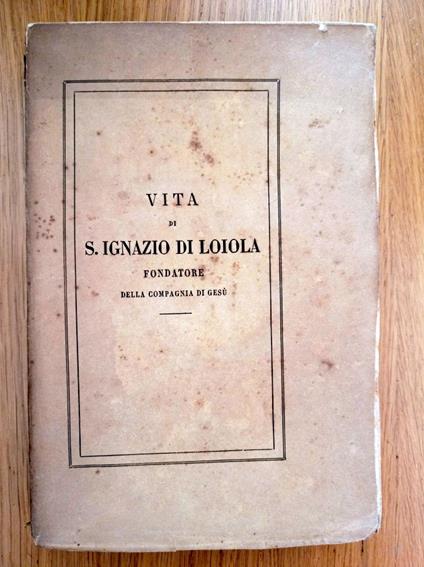 VITA
DI
S. IGNAZIO DI LOIOLA
FONDATORE
DELLA COMPAGNIA DI GESÙ